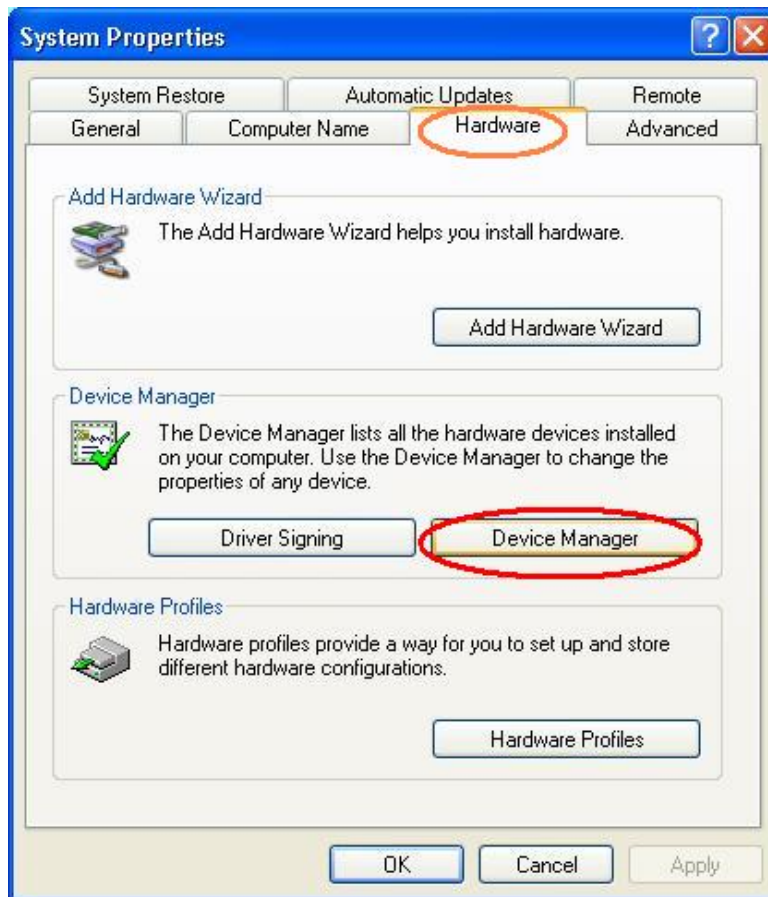 System Properties
System Restore Automatic Updates Remote
General Computer Name Hardware Advanced
Add Hardware Wizard
The Add Hardware Wizard helps you install hardware.
Add Hardware Wizard
Device Manager
The Device Manager lists all the hardware devices installed
on your computer. Use the Device Manager to change the
properties of any device.
Driver Signing Device Manager
Hardware Profiles
Hardware profiles provide a way for you to set up and store
different hardware configurations.
Hardware Profiles
OK Cancel Apply